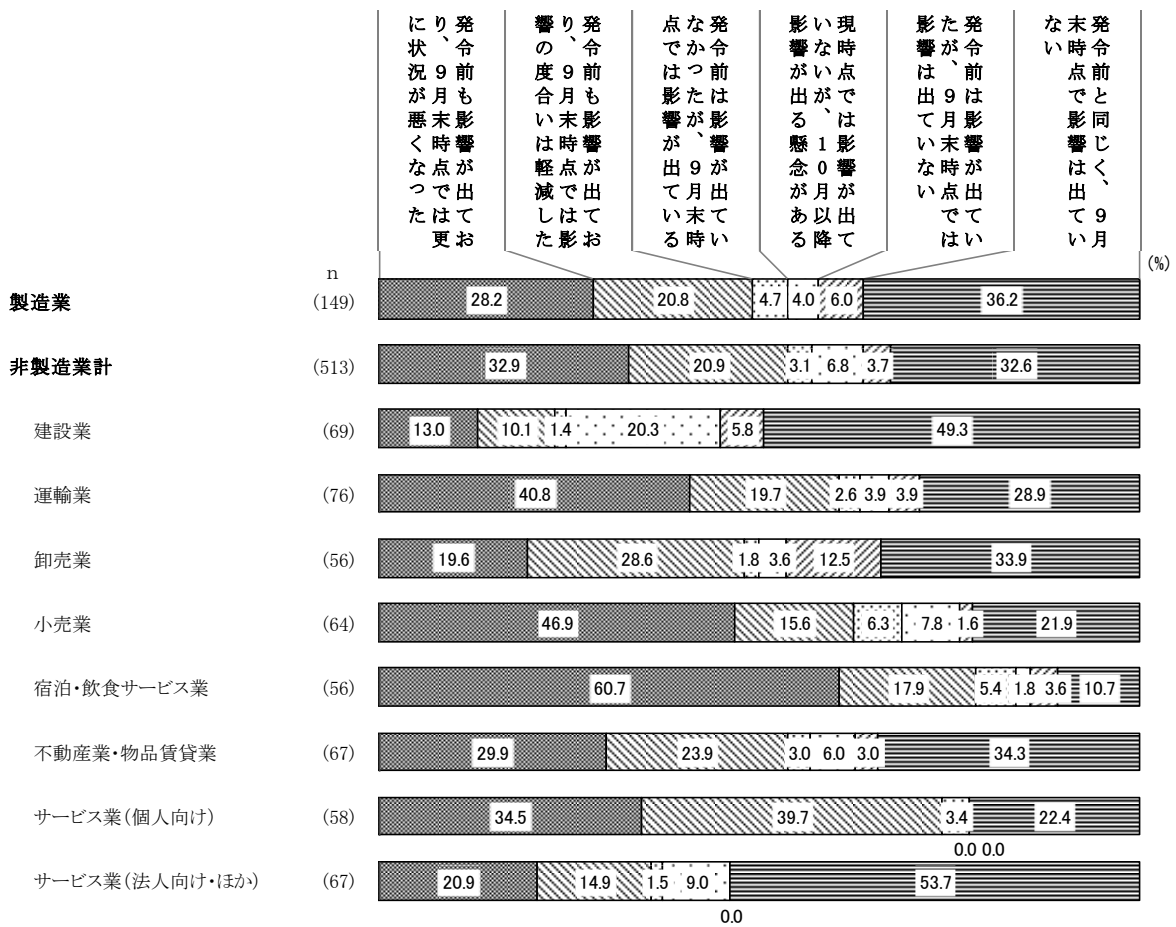 発令前も影響が出てお
り、9月末時点では更
に状況が悪くなった
発令前も影響が出てお
り、9月末時点では影
響の度合いは軽減した
発令前は影響が出てい
なかったが、9月末時
点では影響が出ている
現時点では影響が出て
いないが、10月以降
影響が出る懸念がある
発令前は影響が出てい
たが、9月末時点では
影響は出ていない
発令前と同じく、9月
末時点で影響は出てい
ない
n
(%)
製造業 (149) 28.2 20.8 4.7 4.0 6.0 36.2
非製造業計 (513) 32.9 20.9 3.1 6.8 3.7 32.6
建設業 (69) 13.0 10.1 1.4 20.3 5.8 49.3
運輸業 (76) 40.8 19.7 2.6 3.9 3.9 28.9
卸売業 (56) 19.6 28.6 1.8 3.6 12.5 33.9
小売業 (64) 46.9 15.6 6.3 7.8 1.6 21.9
宿泊・飲食サービス業 (56) 60.7 17.9 5.4 1.8 3.6 10.7
不動産業・物品賃貸業 (67) 29.9 23.9 3.0 6.0 3.0 34.3
サービス業(個人向け) (58) 34.5 39.7 3.4 22.4
0.0 0.0
サービス業(法人向け・ほか) (67) 20.9 14.9 1.5 9.0 53.7
0.0